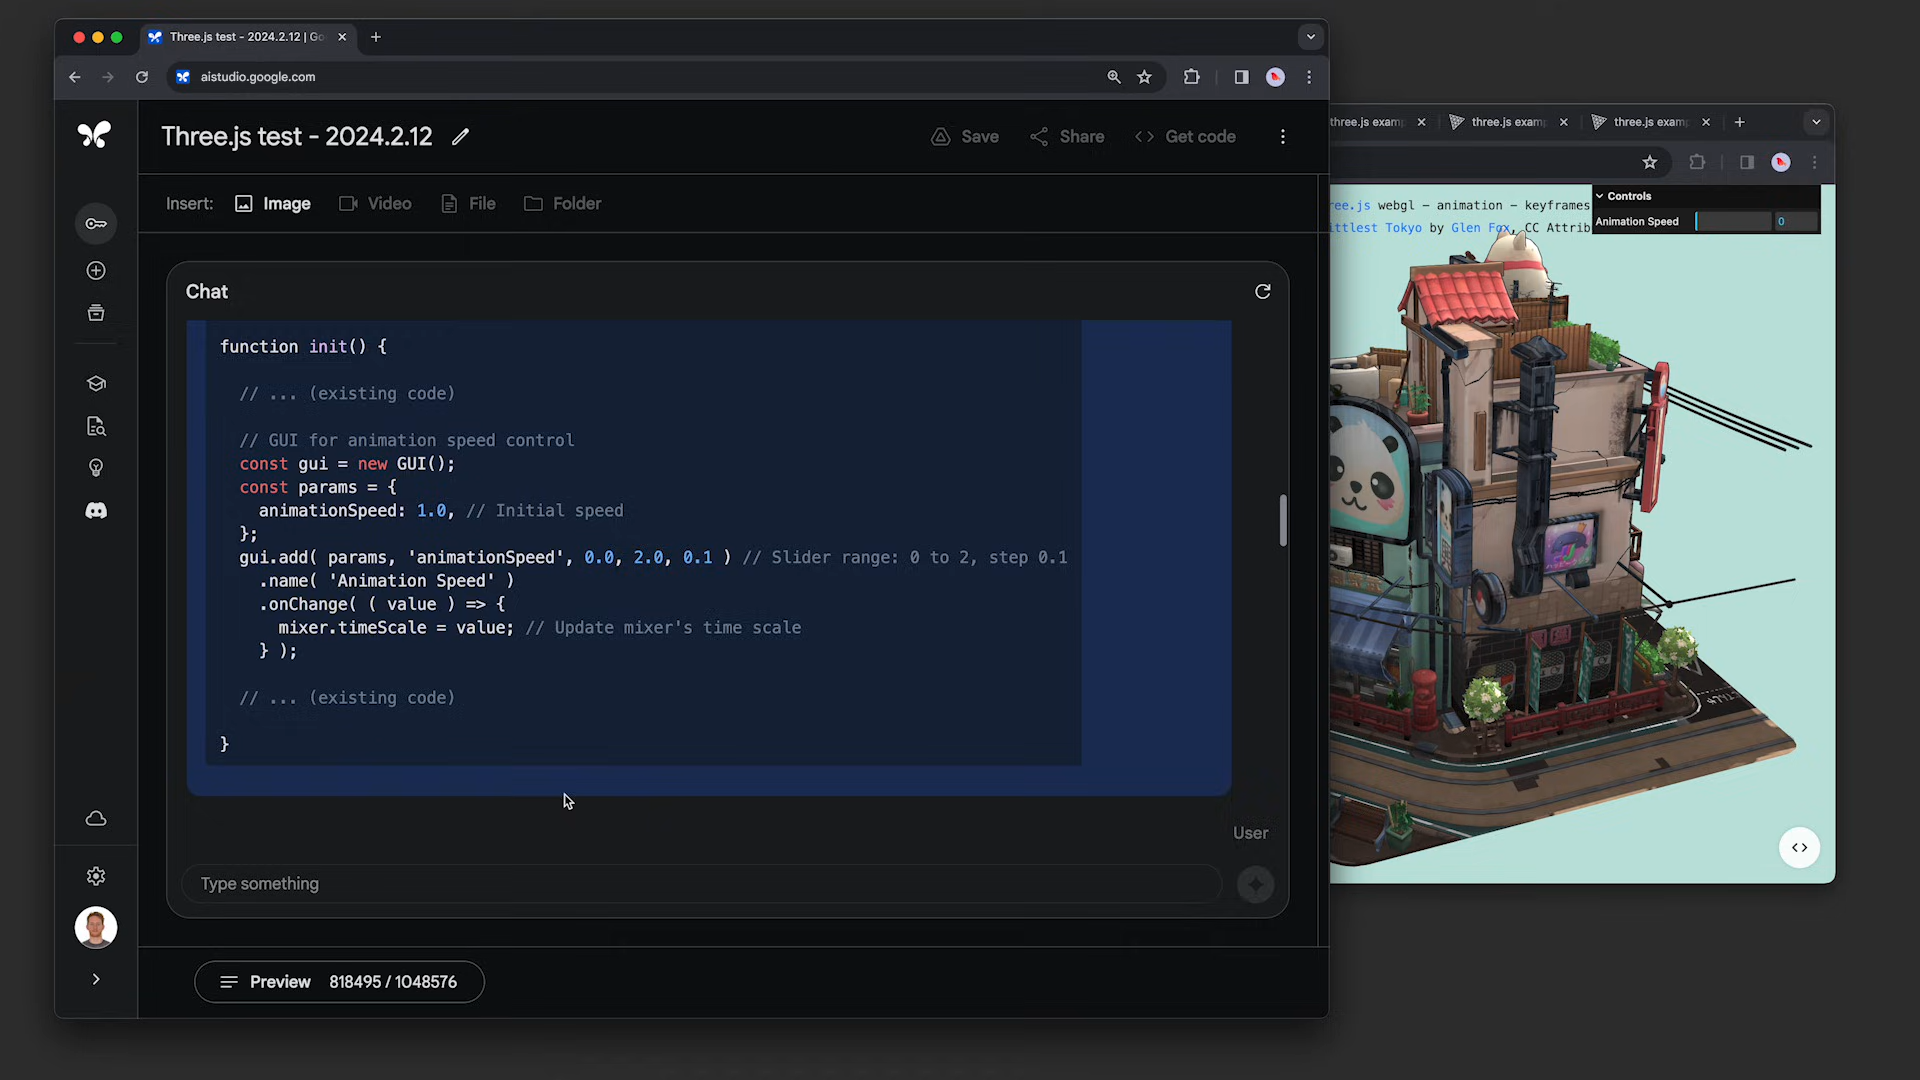 Three.js test - 2024.2.12 | Go
aistudio.google.com
Three.js test - 2024.2.12
Save
Share
Get code
Insert:
Image
Video
File
Folder
Chat
function init() {
// ... (existing code)
// GUI for animation speed control
const gui = new GUI();
const params = {
animationSpeed: 1.0, // Initial speed
};
gui.add( params, 'animationSpeed', 0.0, 2.0, 0.1 ) // Slider range: 0 to 2, step 0.1
.name( 'Animation Speed' )
.onChange( ( value ) => {
mixer.timeScale = value; // Update mixer's time scale
} );
// ... (existing code)
}
User
Type something
Preview 818495 / 1048576
three.js examp
three.js examp
three.js examp
ree.js webgl – animation – keyframes
ittlest Tokyo by Glen Fox, CC Attrib
Controls
Animation Speed
0